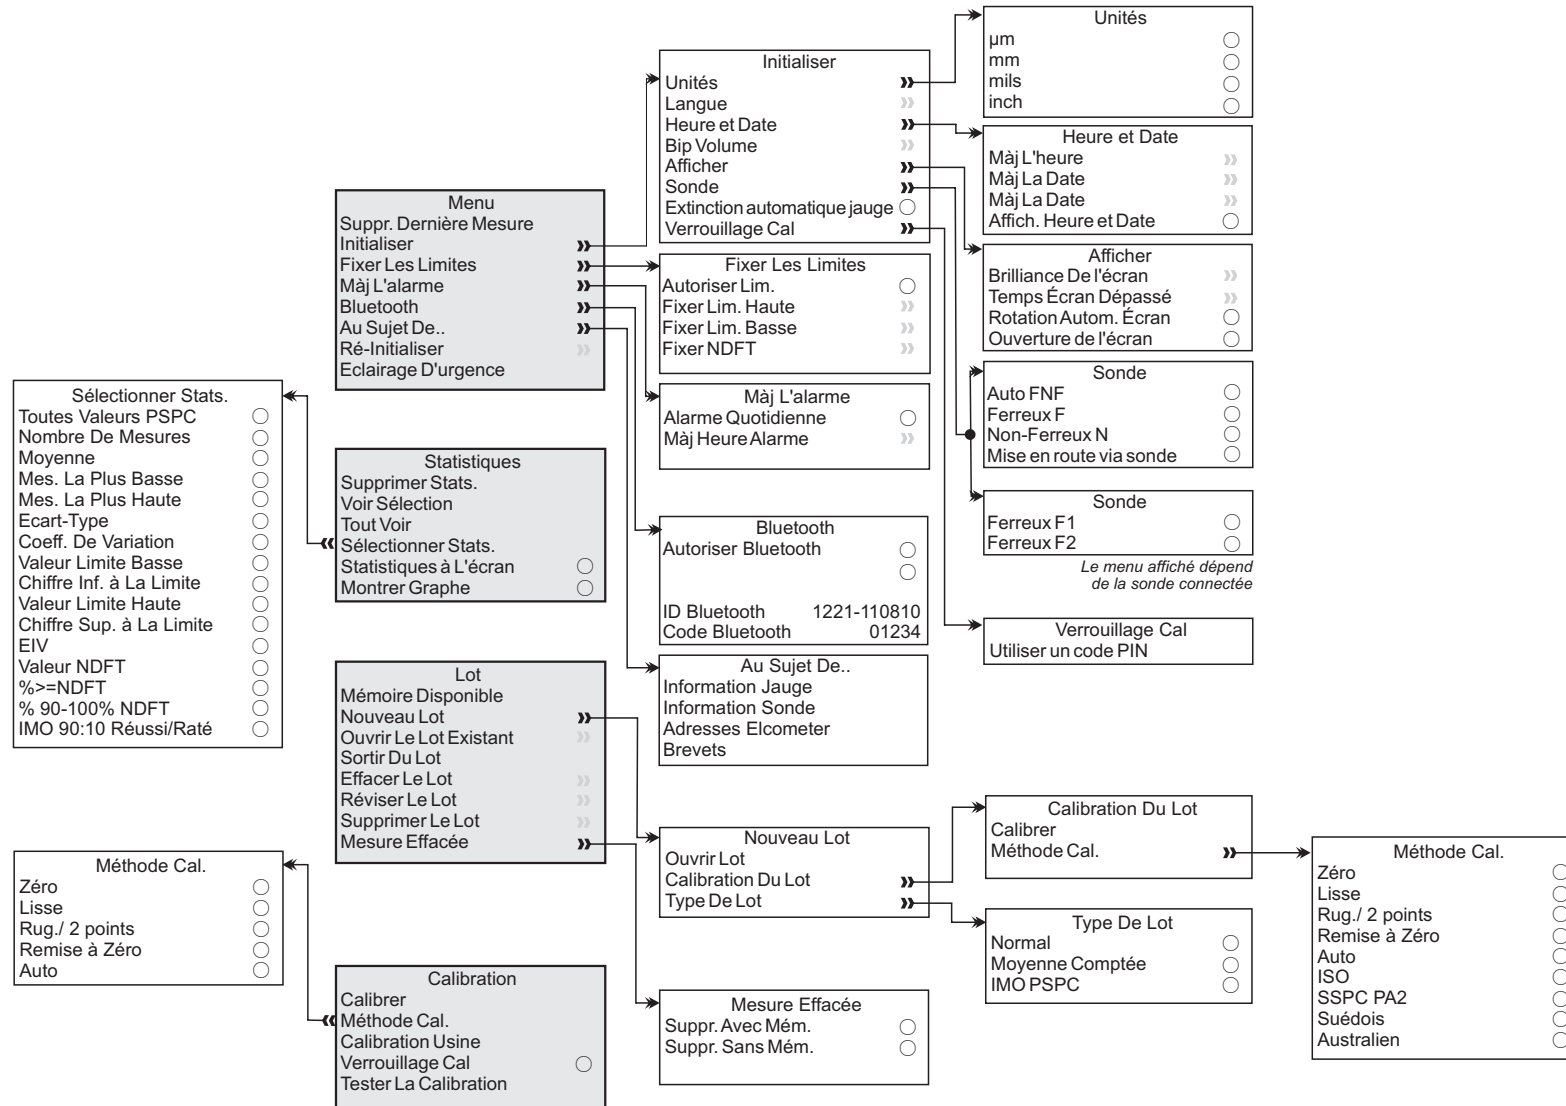 Menu
Suppr. Dernière Mesure
Initialiser
Fixer Les Limites
Màj L'alarme
Bluetooth
Au Sujet De..
Ré-Initialiser
Eclairage D'urgence
Statistiques
Supprimer Stats.
Voir Sélection
Tout Voir
Sélectionner Stats.
Statistiques à L'écran
Montrer Graphe
Lot
Mémoire Disponible
Nouveau Lot
Ouvrir Le Lot Existant
Sortir Du Lot
Effacer Le Lot
Réviser Le Lot
Supprimer Le Lot
Mesure Effacée
Calibration
Calibrer
Méthode Cal.
Calibration Usine
Verrouillage Cal
Tester La Calibration
Sélectionner Stats.
Toutes Valeurs PSPC
Nombre De Mesures
Moyenne
Mes. La Plus Basse
Mes. La Plus Haute
Ecart-Type
Coeff. De Variation
Valeur Limite Basse
Chiffre Inf. à La Limite
Valeur Limite Haute
Chiffre Sup. à La Limite
EIV
Valeur NDFT
%>=NDFT
% 90-100% NDFT
IMO 90:10 Réussi/Raté
Méthode Cal.
Zéro
Lisse
Rug./ 2 points
Remise à Zéro
Auto
Initialiser
Unités
Langue
Heure et Date
Bip Volume
Afficher
Sonde
Extinction automatique jauge
Verrouillage Cal
Fixer Les Limites
Autoriser Lim.
Fixer Lim. Haute
Fixer Lim. Basse
Fixer NDFT
Màj L'alarme
Alarme Quotidienne
Màj Heure Alarme
Bluetooth
Autoriser Bluetooth
ID Bluetooth 1221-110810
Code Bluetooth 01234
Au Sujet De..
Information Jauge
Information Sonde
Adresses Elcometer
Brevets
Nouveau Lot
Ouvrir Lot
Calibration Du Lot
Type De Lot
Mesure Effacée
Suppr. Avec Mém.
Suppr. Sans Mém.
Unités
µm
mm
mils
inch
Heure et Date
Màj L'heure
Màj La Date
Màj La Date
Affich. Heure et Date
Afficher
Brilliance De l'écran
Temps Écran Dépassé
Rotation Autom. Écran
Ouverture de l'écran
Sonde
Auto FNF
Ferreux F
Non-Ferreux N
Mise en route via sonde
Sonde
Ferreux F1
Ferreux F2
Le menu affiché dépend
de la sonde connectée
Verrouillage Cal
Utiliser un code PIN
Calibration Du Lot
Calibrer
Méthode Cal.
Type De Lot
Normal
Moyenne Comptée
IMO PSPC
Méthode Cal.
Zéro
Lisse
Rug./ 2 points
Remise à Zéro
Auto
ISO
SSPC PA2
Suédois
Australien